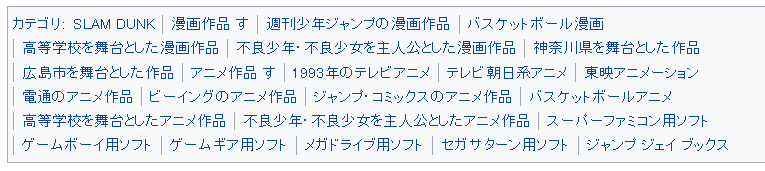 カテゴリ: SLAM DUNK | 漫画作品 す | 週刊少年ジャンプの漫画作品 | バスケットボール漫画
| 高等学校を舞台とした漫画作品 | 不良少年・不良少女を主人公とした漫画作品 | 神奈川県を舞台とした作品
| 広島市を舞台とした作品 | アニメ作品 す | 1993年のテレビアニメ | テレビ朝日系アニメ | 東映アニメーション
| 電通のアニメ作品 | ビーイングのアニメ作品 | ジャンプ・コミックスのアニメ作品 | バスケットボールアニメ
| 高等学校を舞台としたアニメ作品 | 不良少年・不良少女を主人公としたアニメ作品 | スーパーファミコン用ソフト
| ゲームボーイ用ソフト | ゲームギア用ソフト | メガドライブ用ソフト | セガサターン用ソフト | ジャンプ ジェイ ブックス